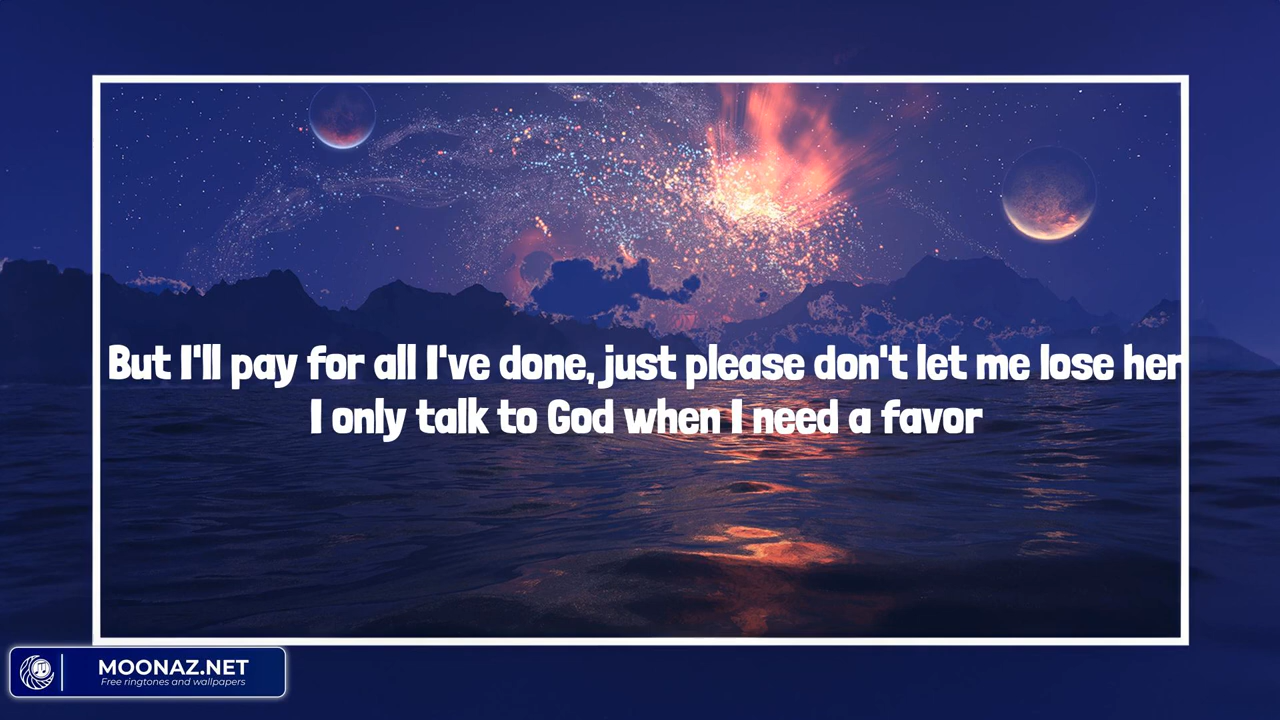 But I'll pay for all I've done, just please don't let me lose her
I only talk to God when I need a favor
MOONAZ.NET
Free ringtones and wallpapers